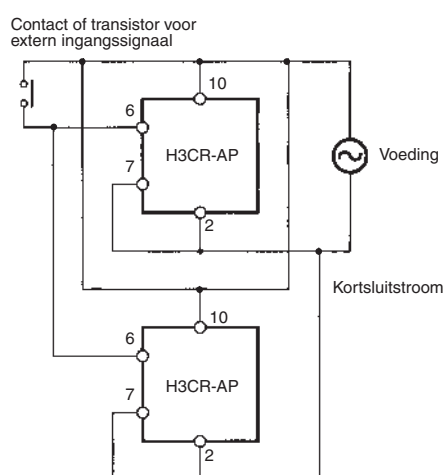 Contact of transistor voor
extern ingangssignaal
10
6
H3CR-AP
7
Voeding
2
Kortsluitstroom
10
6
H3CR-AP
7
2